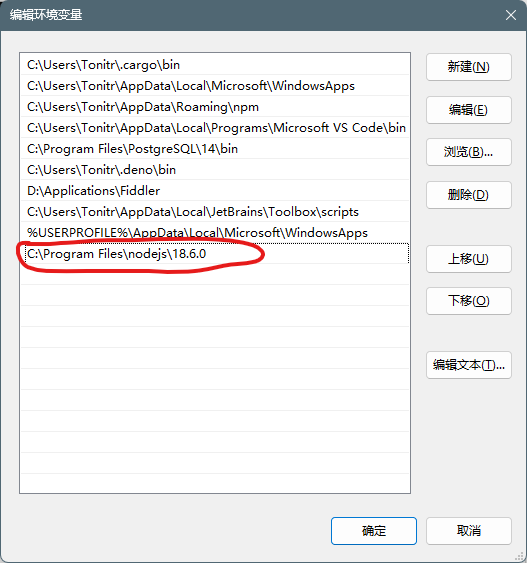 编辑环境变量
C:\Users\Tonitr\.cargo\bin
C:\Users\Tonitr\AppData\Local\Microsoft\WindowsApps
C:\Users\Tonitr\AppData\Roaming\npm
C:\Users\Tonitr\AppData\Local\Programs\Microsoft VS Code\bin
C:\Program Files\PostgreSQL\14\bin
C:\Users\Tonitr\.deno\bin
D:\Applications\Fiddler
C:\Users\Tonitr\AppData\Local\JetBrains\Toolbox\scripts
%USERPROFILE%\AppData\Local\Microsoft\WindowsApps
C:\Program Files\nodejs\18.6.0
新建(N)
编辑(E)
浏览(B)...
删除(D)
上移(U)
下移(O)
编辑文本(T)...
确定
取消